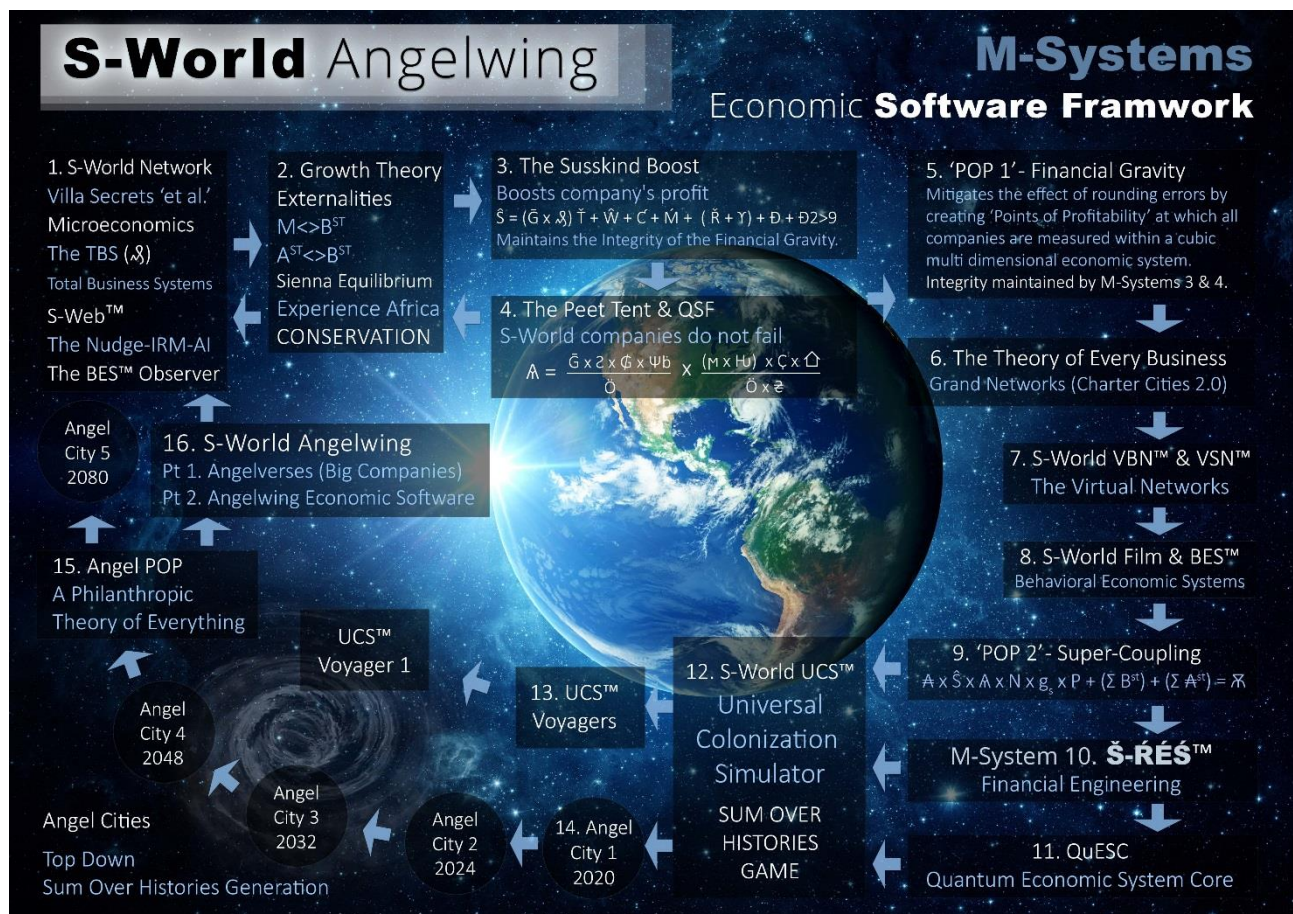 S-World Angelwing
M-Systems
Economic Software Framwork
1. S-World Network
Villa Secrets ‘et al.’
Microeconomics
The TBS (₰)
Total Business Systems
S-Web™
The Nudge-IRM-AI
The BES™ Observer
2. Growth Theory
Externalities
M<>Bˢᵀ
Aˢᵀ<>Bˢᵀ
Sienna Equilibrium
Experience Africa
CONSERVATION
3. The Susskind Boost
Boosts company's profit
Maintains the Integrity of the Financial Gravity.
4. The Peet Tent & QSF
S-World companies do not fail
5. ‘POP 1’ - Financial Gravity
Mitigates the effect of rounding errors by
creating ‘Points of Profitability’ at which all
companies are measured within a cubic
multi dimensional economic system.
Integrity maintained by M-Systems 3 & 4.
6. The Theory of Every Business
Grand Networks (Charter Cities 2.0)
7. S-World VBN™ & VSN™
The Virtual Networks
8. S-World Film & BES™
Behavioral Economic Systems
9. ‘POP 2’ - Super-Coupling
M-System 10. Š-ŔÉŚ™
Financial Engineering
11. QuESC
Quantum Economic System Core
12. S-World UCS™
Universal
Colonization
Simulator
SUM OVER
HISTORIES
GAME
13. UCS™
Voyagers
UCS™
Voyager 1
14. Angel
City 1
2020
Angel
City 2
2024
Angel
City 3
2032
Angel
City 4
2048
15. Angel POP
A Philanthropic
Theory of Everything
Angel
City 5
2080
16. S-World Angelwing
Pt 1. Angelverses (Big Companies)
Pt 2. Angelwing Economic Software
Angel Cities
Top Down
Sum Over Histories Generation